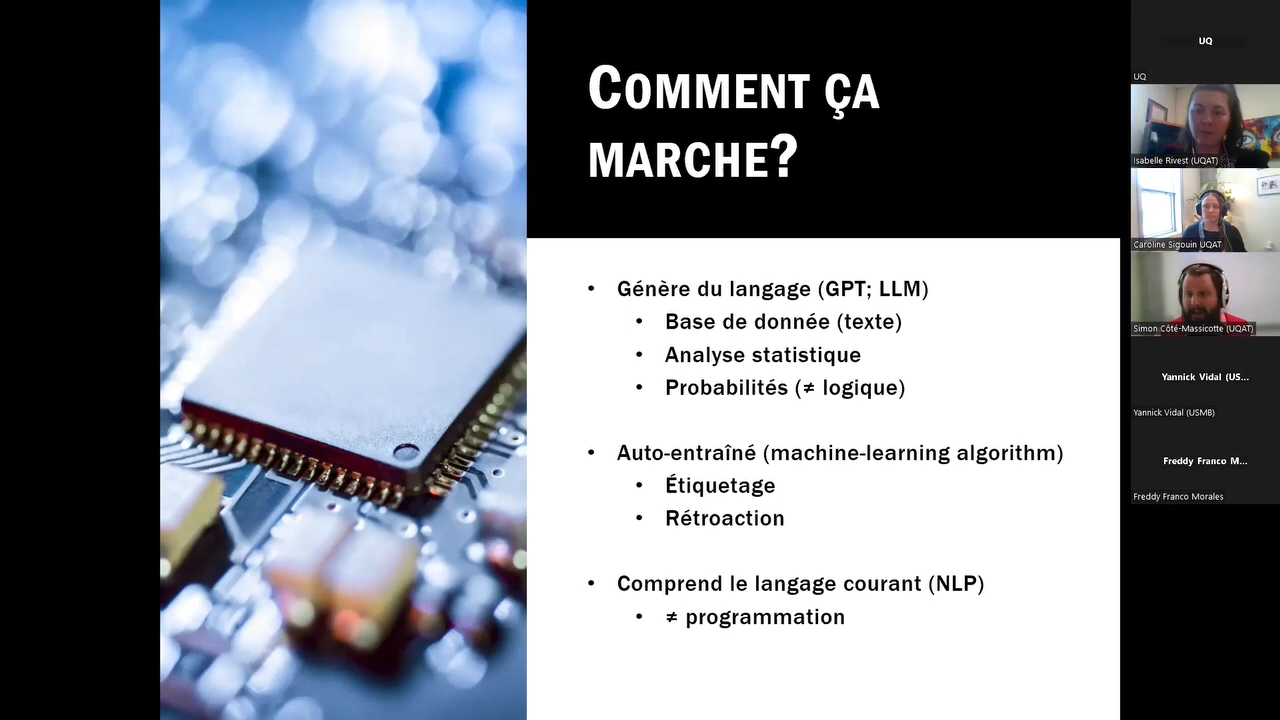 COMMENT ÇA
MARCHE?
• Génère du langage (GPT; LLM)
• Base de donnée (texte)
• Analyse statistique
• Probabilités (≠ logique)
• Auto-entraîné (machine-learning algorithm)
• Étiquetage
• Rétroaction
• Comprend le langage courant (NLP)
• ≠ programmation
UQ
UQ
Isabelle Rivest (UQAT)
Caroline Sigouin UQAT
Simon Côté-Massicotte (UQAT)
Yannick Vidal (US...
Yannick Vidal (USMB)
Freddy Franco M...
Freddy Franco Morales